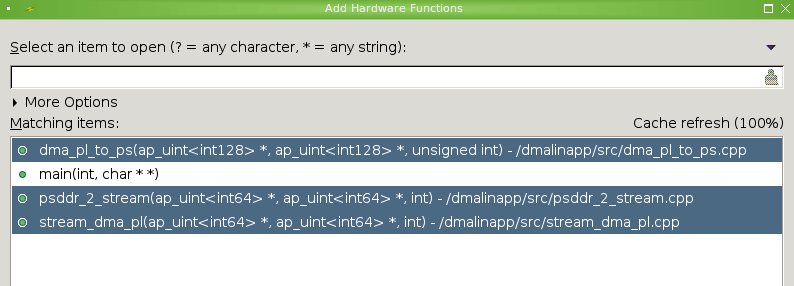 Add Hardware Functions
Select an item to open (? = any character, * = any string):
More Options
Matching items:
Cache refresh (100%)
dma_pl_to_ps(ap_uint<int128> *, ap_uint<int128> *, unsigned int) - /dmalinapp/src/dma_pl_to_ps.cpp
main(int, char * *)
psddr_2_stream(ap_uint<int64> *, ap_uint<int64> *, int) - /dmalinapp/src/psddr_2_stream.cpp
stream_dma_pl(ap_uint<int64> *, ap_uint<int64> *, int) - /dmalinapp/src/stream_dma_pl.cpp